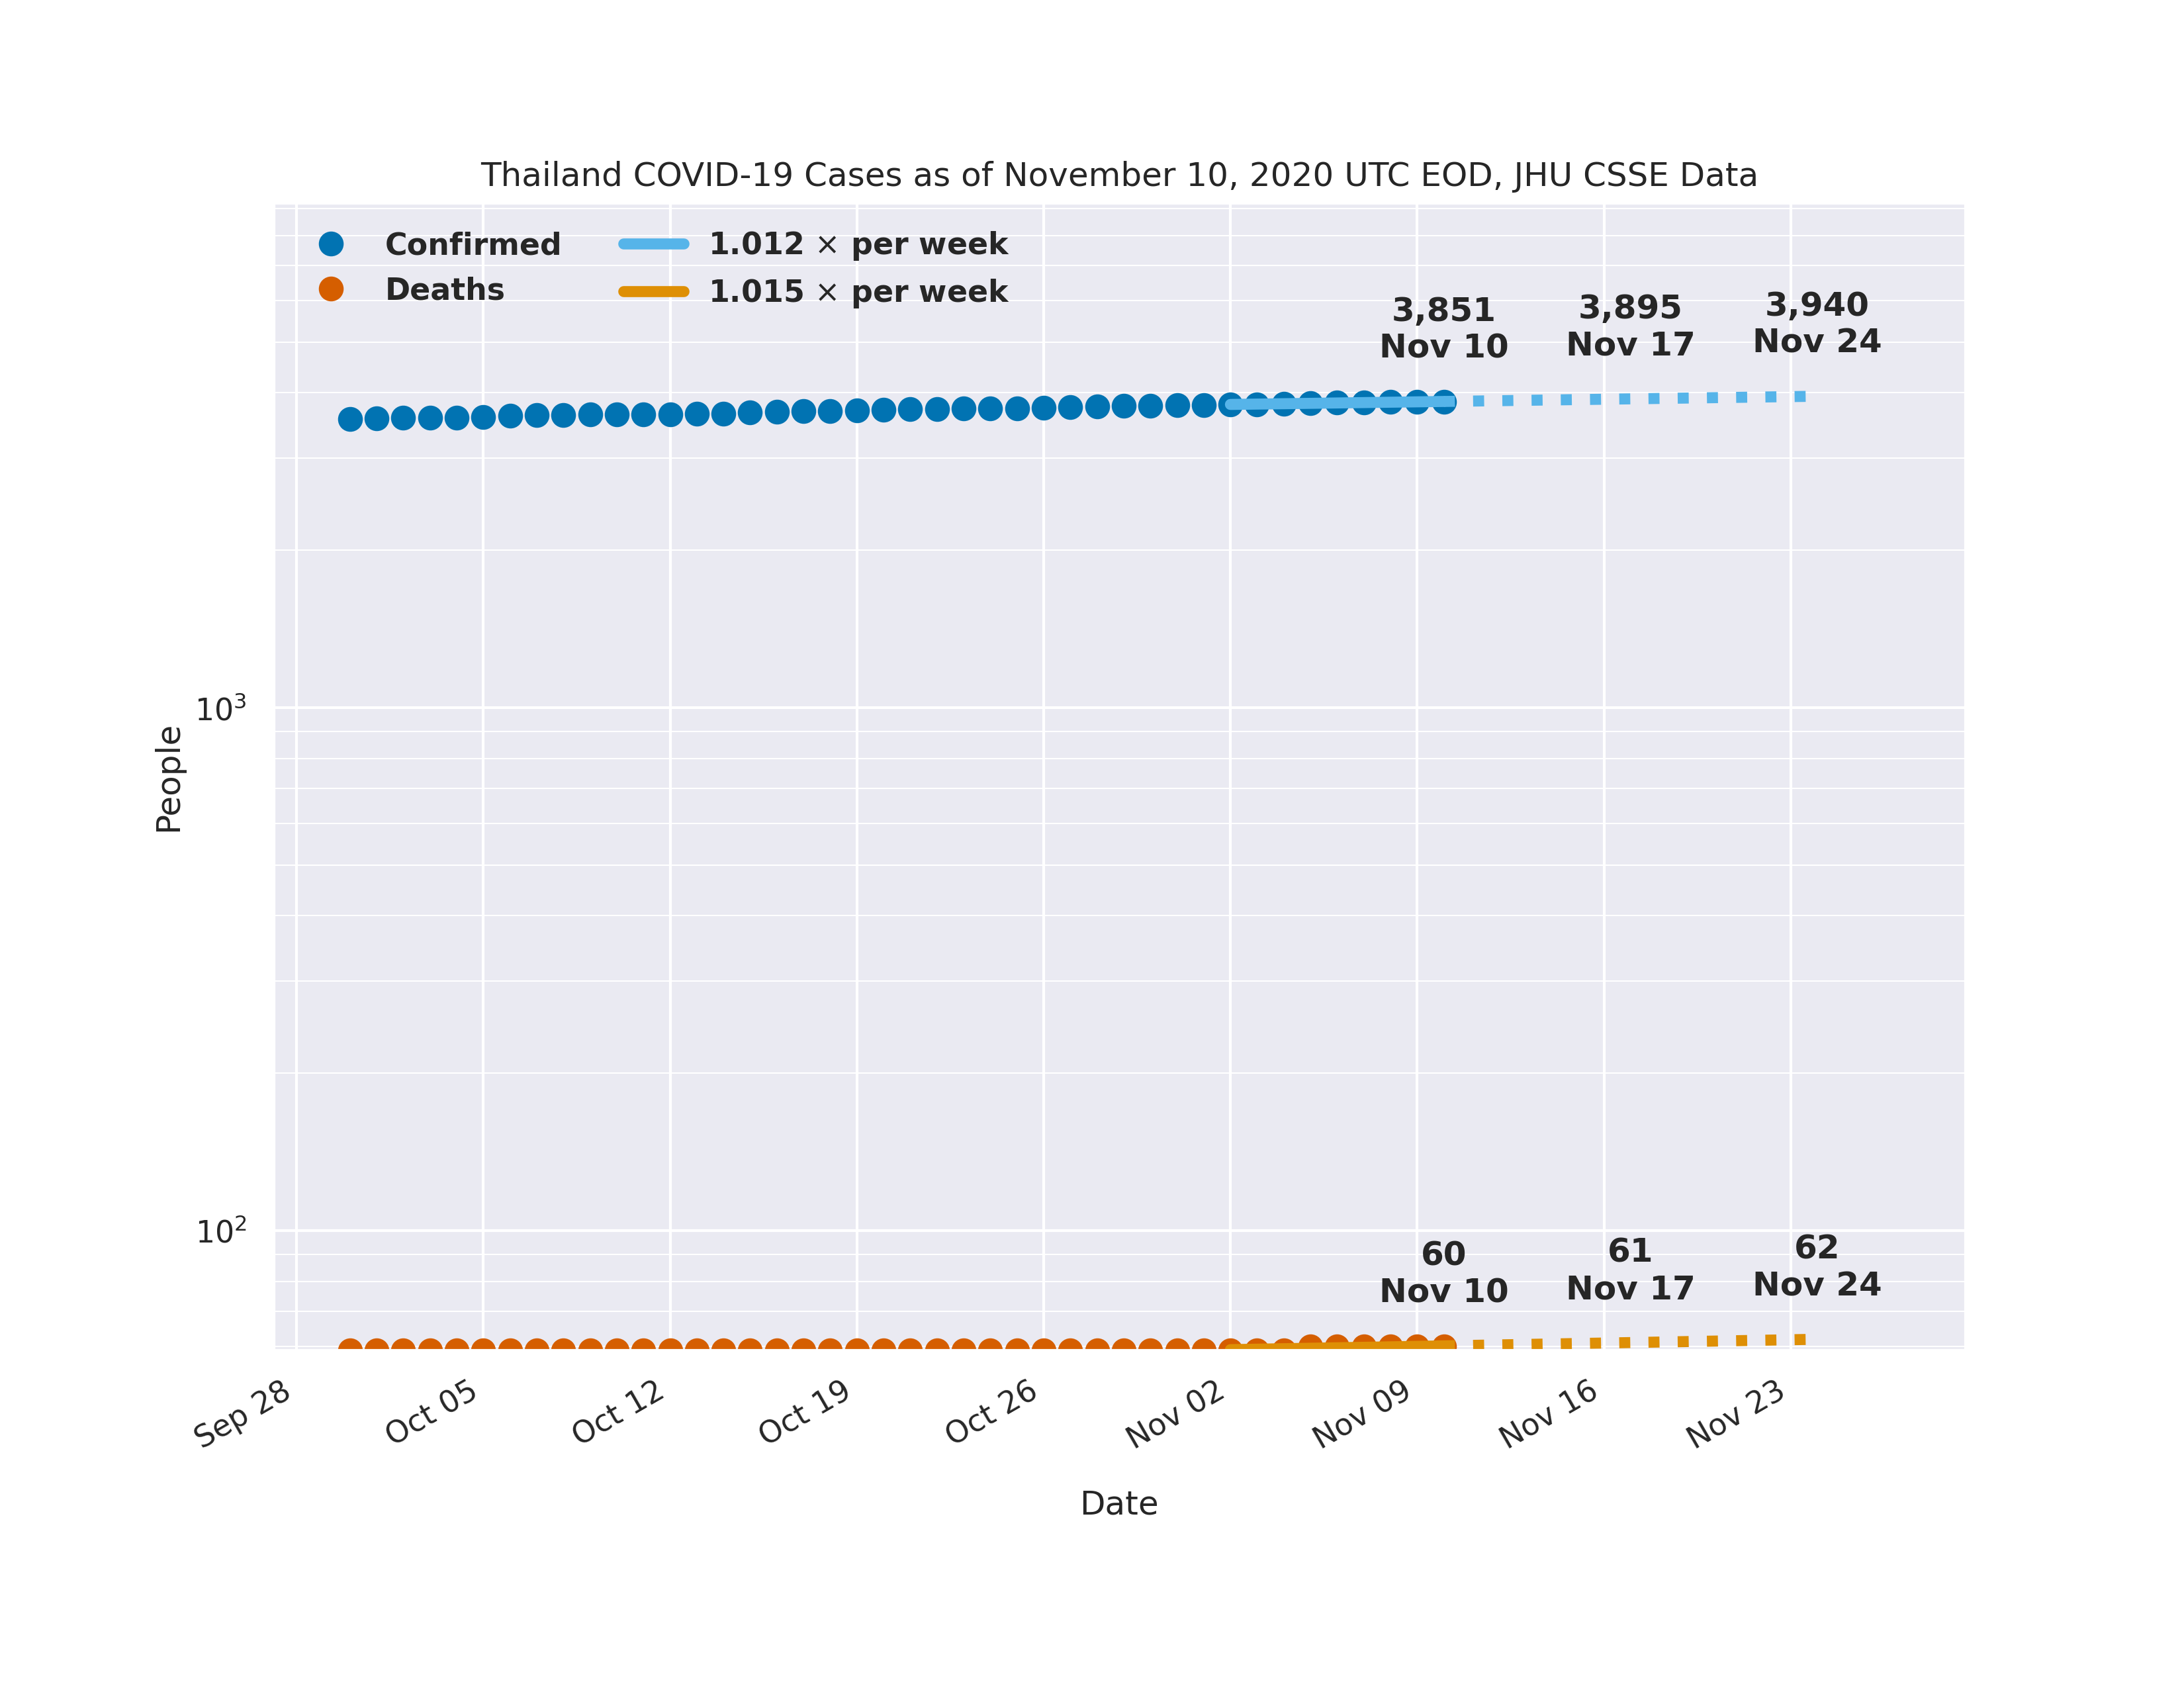 Thailand COVID-19 Cases as of November 10, 2020 UTC EOD, JHU CSSE Data
Confirmed
Deaths
1.012 × per week
1.015 × per week
3,851
Nov 10
3,895
Nov 17
3,940
Nov 24
People
10³
10²
60
Nov 10
61
Nov 17
62
Nov 24
Sep 28
Oct 05
Oct 12
Oct 19
Oct 26
Nov 02
Nov 09
Nov 16
Nov 23
Date